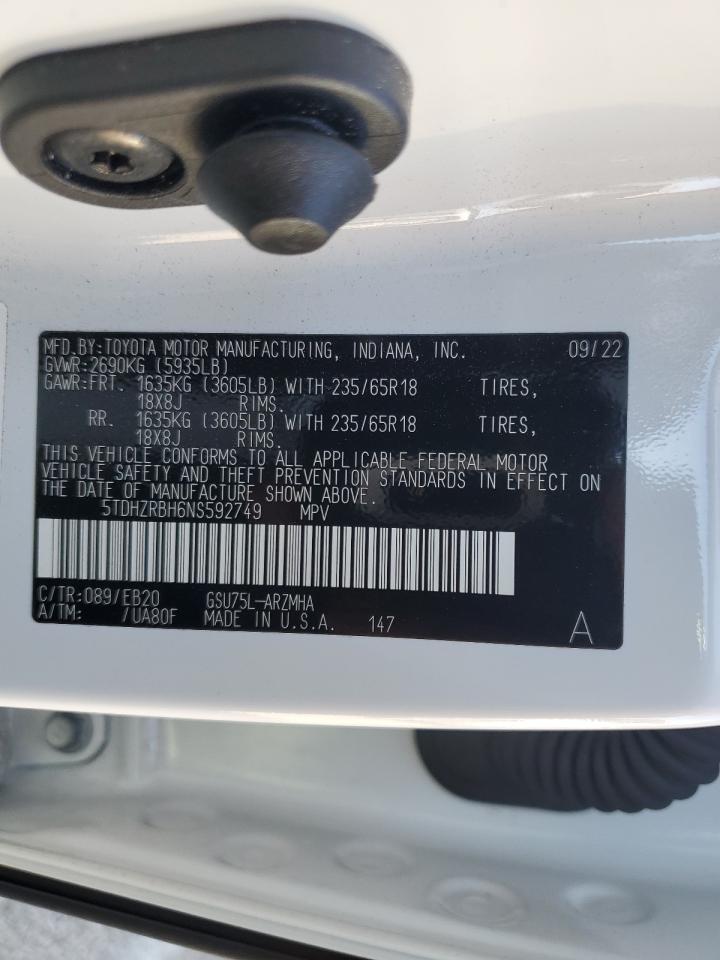 MFD.BY:TOYOTA MOTOR MANUFACTURING, INDIANA, INC. 09/22
GVWR:2690KG (5935LB)
GAWR:FRT. 1635KG (3605LB) WITH 235/65R18 TIRES,
18X8J RIMS.
RR. 1635KG (3605LB) WITH 235/65R18 TIRES,
18X8J RIMS.
THIS VEHICLE CONFORMS TO ALL APPLICABLE FEDERAL MOTOR
VEHICLE SAFETY AND THEFT PREVENTION STANDARDS IN EFFECT ON
THE DATE OF MANUFACTURE SHOWN ABOVE.
5TDHZRBH6NS592749 MPV
C/TR:089/EB20 GSU75L-ARZMHA
A/TM: /UA80F MADE IN U.S.A. 147 A